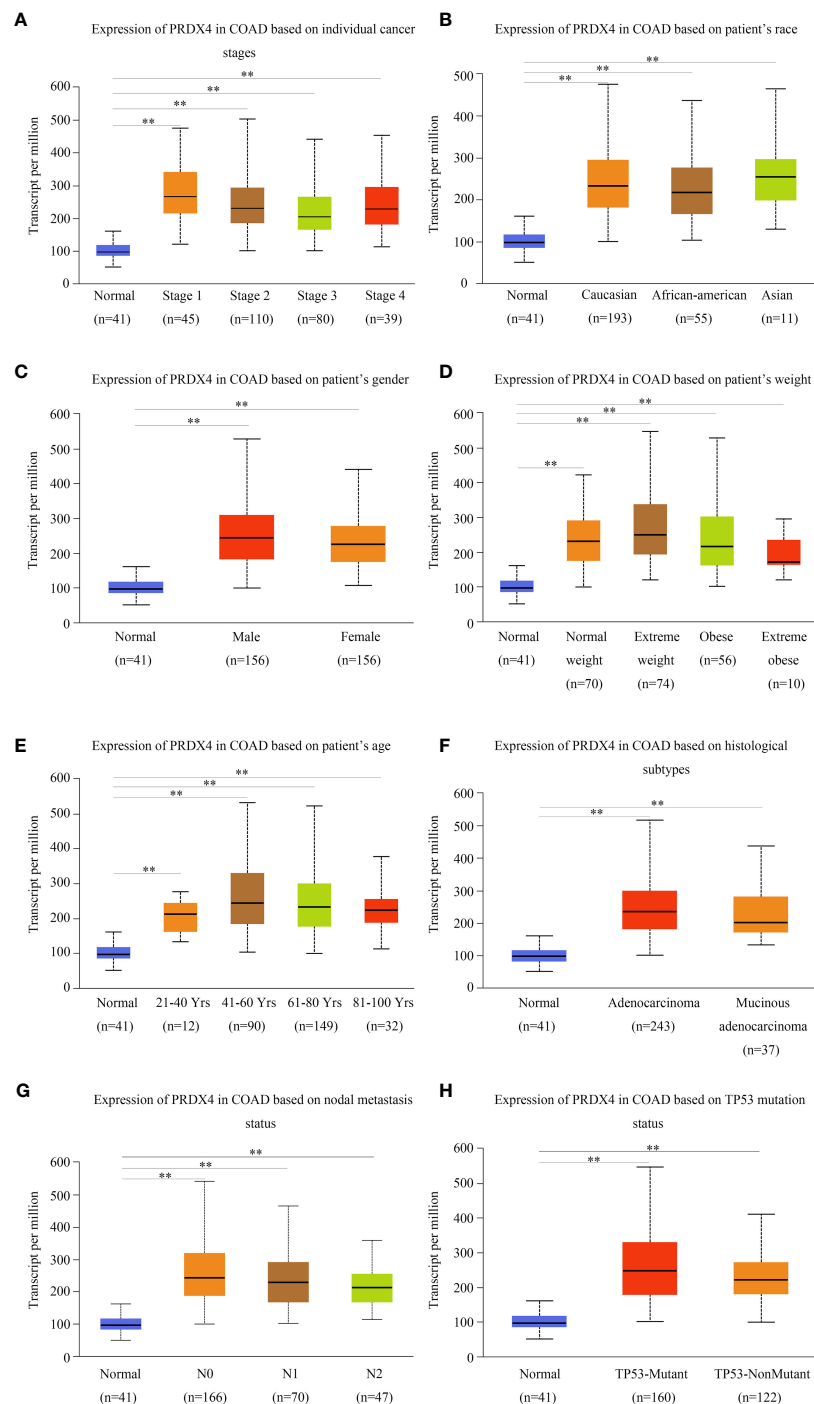 A
Expression of PRDX4 in COAD based on individual cancer
stages
Transcript per million
600
500
400
300
200
100
0
**
**
**
**
Normal Stage 1 Stage 2 Stage 3 Stage 4
(n=41) (n=45) (n=110) (n=80) (n=39)
B
Expression of PRDX4 in COAD based on patient's race
Transcript per million
500
400
300
200
100
0
**
**
**
Normal Caucasian African-american Asian
(n=41) (n=193) (n=55) (n=11)
C
Expression of PRDX4 in COAD based on patient's gender
Transcript per million
600
500
400
300
200
100
0
**
**
Normal Male Female
(n=41) (n=156) (n=156)
D
Expression of PRDX4 in COAD based on patient's weight
Transcript per million
600
500
400
300
200
100
0
**
**
**
**
Normal Normal Extreme Obese Extreme
(n=41) weight weight (n=56) obese
(n=70) (n=74) (n=10)
E
Expression of PRDX4 in COAD based on patient's age
Transcript per million
600
500
400
300
200
100
0
**
**
**
**
Normal 21-40 Yrs 41-60 Yrs 61-80 Yrs 81-100 Yrs
(n=41) (n=12) (n=90) (n=149) (n=32)
F
Expression of PRDX4 in COAD based on histological
subtypes
Transcript per million
600
500
400
300
200
100
0
**
**
Normal Adenocarcinoma Mucinous
(n=41) (n=243) adenocarcinoma
(n=37)
G
Expression of PRDX4 in COAD based on nodal metastasis
status
Transcript per million
600
500
400
300
200
100
0
**
**
**
Normal N0 N1 N2
(n=41) (n=166) (n=70) (n=47)
H
Expression of PRDX4 in COAD based on TP53 mutation
status
Transcript per million
600
500
400
300
200
100
0
**
**
Normal TP53-Mutant TP53-NonMutant
(n=41) (n=160) (n=122)